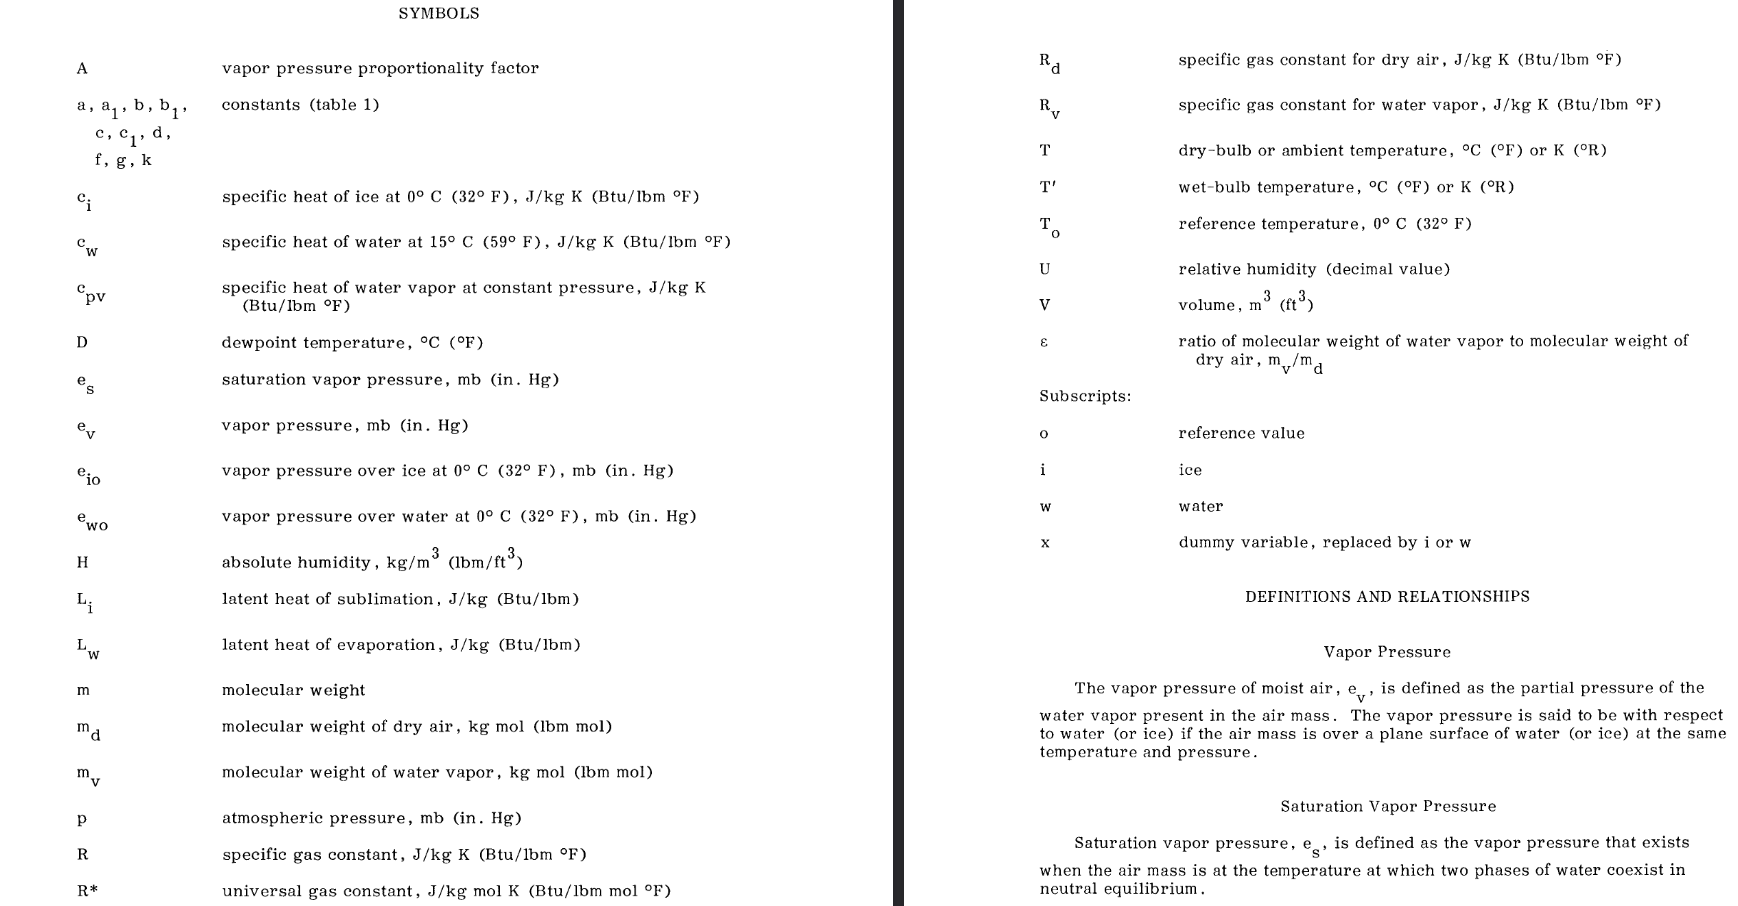 SYMBOLS
A vapor pressure proportionality factor
a, a₁, b, b₁, constants (table 1)
c, c₁, d,
f, g, k
c_i specific heat of ice at 0° C (32° F), J/kg K (Btu/lbm °F)
c_w specific heat of water at 15° C (59° F), J/kg K (Btu/lbm °F)
c_pv specific heat of water vapor at constant pressure, J/kg K
(Btu/lbm °F)
D dewpoint temperature, °C (°F)
e_s saturation vapor pressure, mb (in. Hg)
e_v vapor pressure, mb (in. Hg)
e_io vapor pressure over ice at 0° C (32° F), mb (in. Hg)
e_wo vapor pressure over water at 0° C (32° F), mb (in. Hg)
H absolute humidity, kg/m³ (lbm/ft³)
L_i latent heat of sublimation, J/kg (Btu/lbm)
L_w latent heat of evaporation, J/kg (Btu/lbm)
m molecular weight
m_d molecular weight of dry air, kg mol (lbm mol)
m_v molecular weight of water vapor, kg mol (lbm mol)
p atmospheric pressure, mb (in. Hg)
R specific gas constant, J/kg K (Btu/lbm °F)
R* universal gas constant, J/kg mol K (Btu/lbm mol °F)
R_d specific gas constant for dry air, J/kg K (Btu/lbm °F)
R_v specific gas constant for water vapor, J/kg K (Btu/lbm °F)
T dry-bulb or ambient temperature, °C (°F) or K (°R)
T′ wet-bulb temperature, °C (°F) or K (°R)
T_o reference temperature, 0° C (32° F)
U relative humidity (decimal value)
V volume, m³ (ft³)
ε ratio of molecular weight of water vapor to molecular weight of
dry air, m_v/m_d
Subscripts:
o reference value
i ice
w water
x dummy variable, replaced by i or w
DEFINITIONS AND RELATIONSHIPS
Vapor Pressure
The vapor pressure of moist air, e_v, is defined as the partial pressure of the
water vapor present in the air mass. The vapor pressure is said to be with respect
to water (or ice) if the air mass is over a plane surface of water (or ice) at the same
temperature and pressure.
Saturation Vapor Pressure
Saturation vapor pressure, e_s, is defined as the vapor pressure that exists
when the air mass is at the temperature at which two phases of water coexist in
neutral equilibrium.